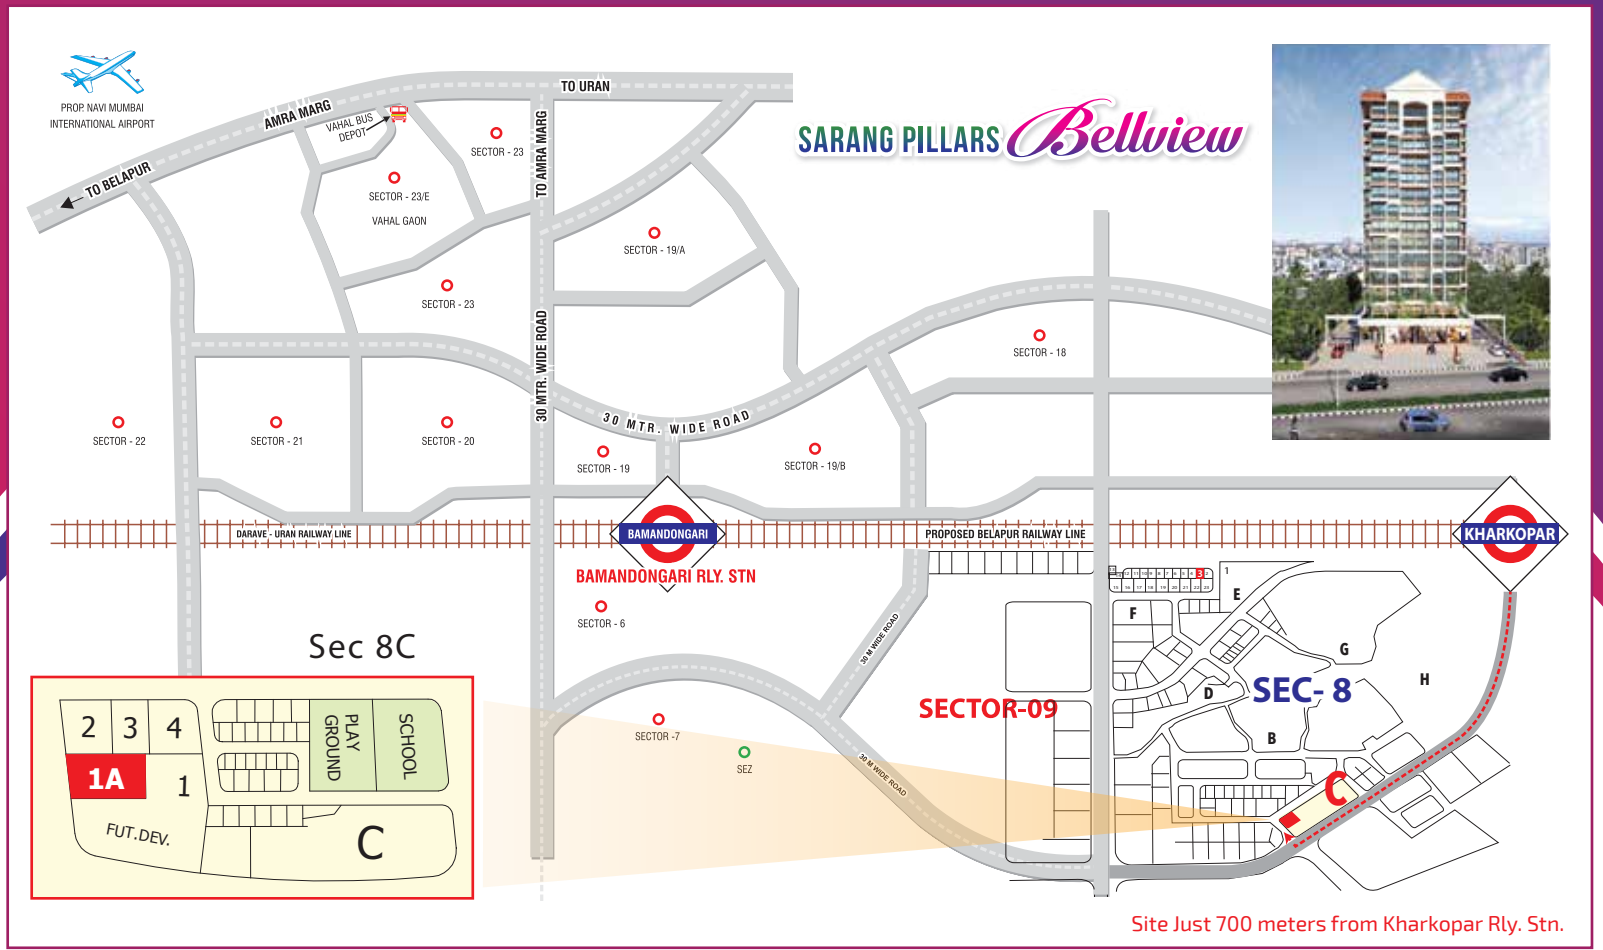 PROP. NAVI MUMBAI
INTERNATIONAL AIRPORT
TO BELAPUR
AMRA MARG
VAHAL BUS
DEPOT
TO URAN
TO AMRA MARG
SECTOR - 23
SECTOR - 23/E
VAHAL GAON
SECTOR - 19/A
SECTOR - 23
30 MTR. WIDE ROAD
30 MTR. WIDE ROAD
SARANG PILLARS Bellview
SECTOR - 18
SECTOR - 22
SECTOR - 21
SECTOR - 20
SECTOR - 19
SECTOR - 19/B
DARAVE - URAN RAILWAY LINE
BAMANDONGARI
PROPOSED BELAPUR RAILWAY LINE
KHARKOPAR
BAMANDONGARI RLY. STN
SECTOR - 6
30 M WIDE ROAD
SECTOR -7
SEZ
30 M WIDE ROAD
SECTOR-09
3
1
E
F
G
H
D
SEC- 8
B
C
Sec 8C
2
3
4
1A
1
FUT.DEV.
PLAY
GROUND
SCHOOL
C
Site Just 700 meters from Kharkopar Rly. Stn.